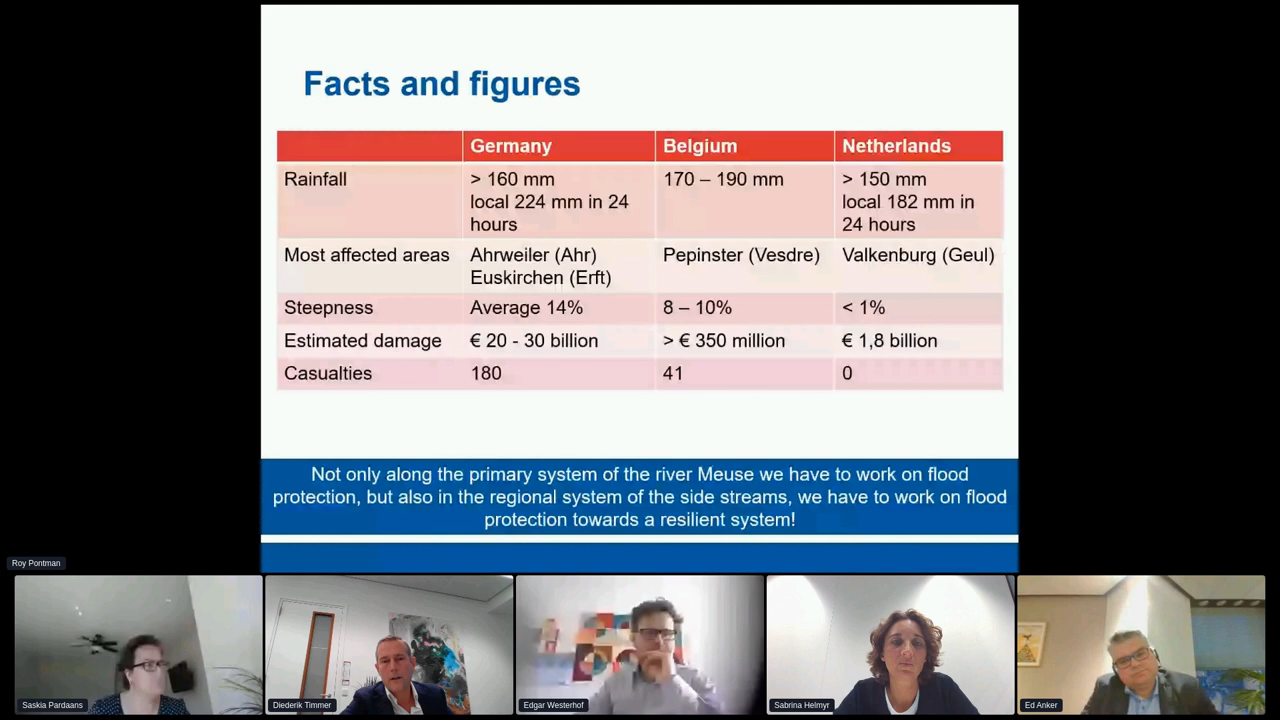 Facts and figures
Germany Belgium Netherlands
Rainfall > 160 mm 170 – 190 mm > 150 mm
local 224 mm in 24 local 182 mm in
hours 24 hours
Most affected areas Ahrweiler (Ahr) Pepinster (Vesdre) Valkenburg (Geul)
Euskirchen (Erft)
Steepness Average 14% 8 – 10% < 1%
Estimated damage € 20 - 30 billion > € 350 million € 1,8 billion
Casualties 180 41 0
Not only along the primary system of the river Meuse we have to work on flood
protection, but also in the regional system of the side streams, we have to work on flood
protection towards a resilient system!
Roy Pontman
Saskia Pardaans
Diederik Timmer
Edgar Westerhof
Sabrina Helmyr
Ed Anker